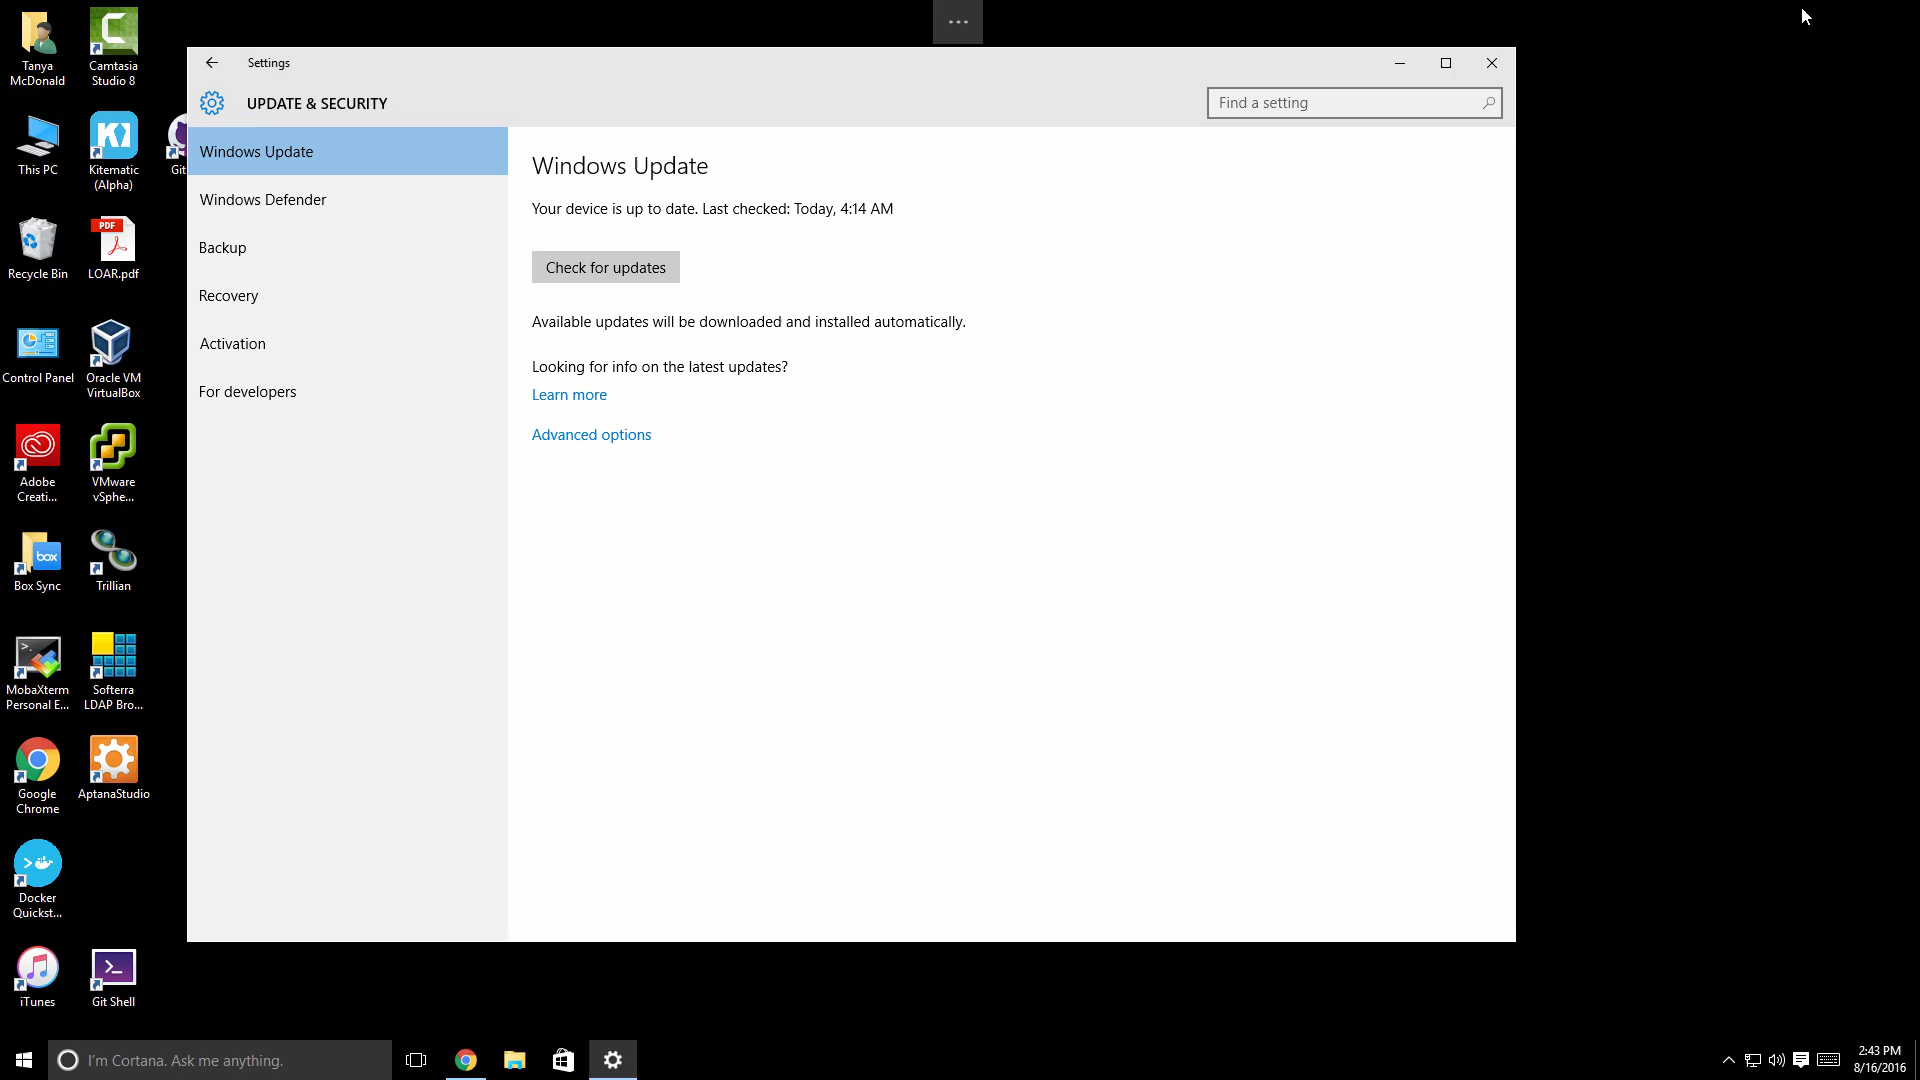 Tanya
McDonald
Camtasia
Studio 8
This PC
Kitematic
(Alpha)
Git
Recycle Bin
PDF
LOAR.pdf
Control Panel
Oracle VM
VirtualBox
Adobe
Creati...
VMware
vSphe...
box
Box Sync
Trillian
MobaXterm
Personal E...
Softerra
LDAP Bro...
Google
Chrome
AptanaStudio
Docker
Quickst...
iTunes
Git Shell
Settings
UPDATE & SECURITY
Find a setting
Windows Update
Windows Defender
Backup
Recovery
Activation
For developers
Windows Update
Your device is up to date. Last checked: Today, 4:14 AM
Check for updates
Available updates will be downloaded and installed automatically.
Looking for info on the latest updates?
Learn more
Advanced options
I'm Cortana. Ask me anything.
2:43 PM
8/16/2016